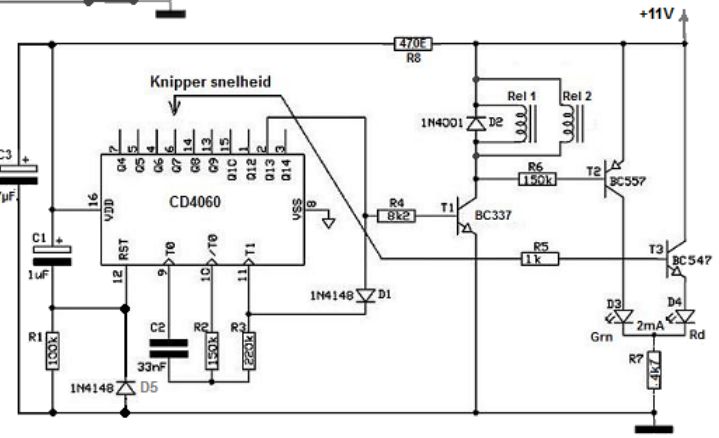 +11V
470E
R8
Knipper snelheid
1N4001
D2
Rel 1
Rel 2
C3
7 5 4 6 14 13 15 1 2 3
Q4 Q5 Q6 Q7 Q8 Q9 Q10 Q12 Q13 Q14
16
VDD
CD4060
VSS
8
RST
T0
/T0
T1
12
9
10
11
C1
1uF
R4
8k2
T1
BC337
R6
150k
T2
BC557
R5
1k
T3
BC547
1N4148
D1
D3
D4
Grn
2mA
Rd
R7
4k7
R1
100k
C2
33nF
R2
150k
R3
220k
1N4148
D5